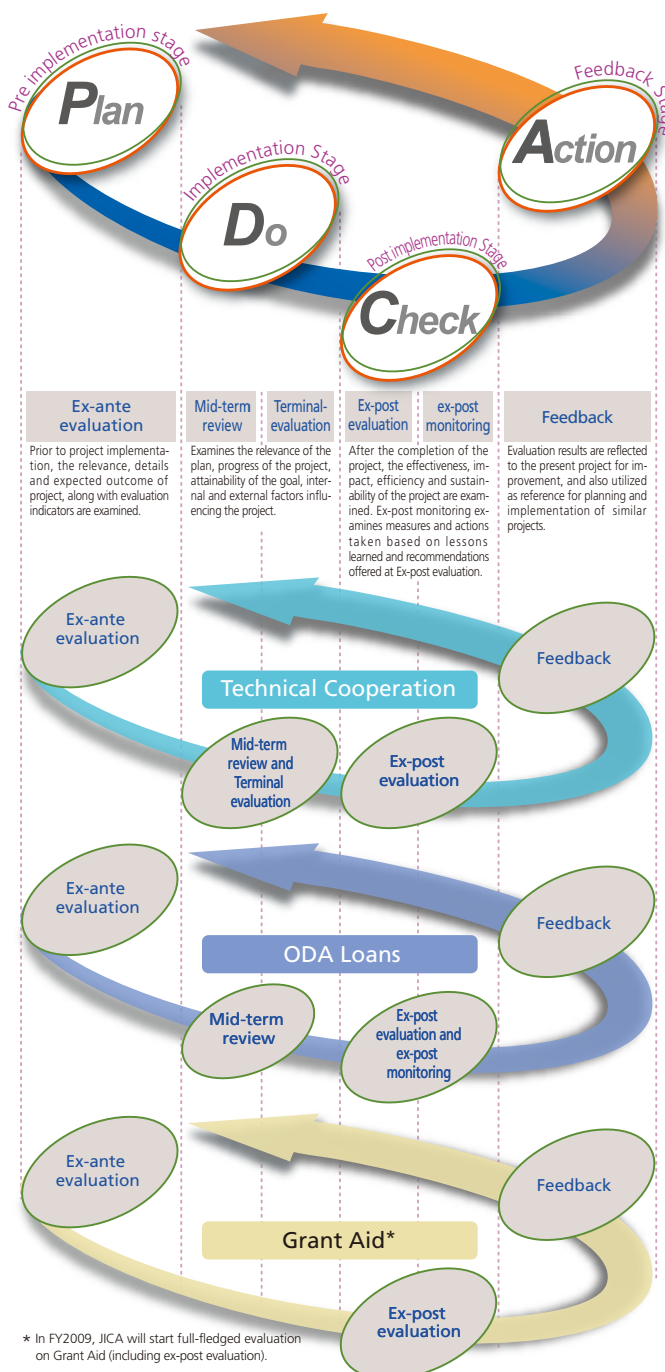 Pre implementation stage
Plan
Implementation Stage
Do
Post implementation Stage
Check
Feedback Stage
Action
Ex-ante
evaluation
Prior to project implementa-
tion, the relevance, details
and expected outcome of
project, along with evaluation
indicators are examined.
Mid-term
review
Terminal-
evaluation
Examines the relevance of the
plan, progress of the project,
attainability of the goal, inter-
nal and external factors influ-
encing the project.
Ex-post
evaluation
ex-post
monitoring
After the completion of the
project, the effectiveness, im-
pact, efficiency and sustain-
ability of the project are exam-
ined. Ex-post monitoring ex-
amines measures and actions
taken based on lessons
learned and recommendations
offered at Ex-post evaluation.
Feedback
Evaluation results are reflected
to the present project for im-
provement, and also utilized
as reference for planning and
implementation of similar
projects.
Ex-ante
evaluation
Feedback
Technical Cooperation
Mid-term
review and
Terminal
evaluation
Ex-post
evaluation
Ex-ante
evaluation
Feedback
ODA Loans
Mid-term
review
Ex-post
evaluation and
ex-post
monitoring
Ex-ante
evaluation
Feedback
Grant Aid*
Ex-post
evaluation
* In FY2009, JICA will start full-fledged evaluation
on Grant Aid (including ex-post evaluation).